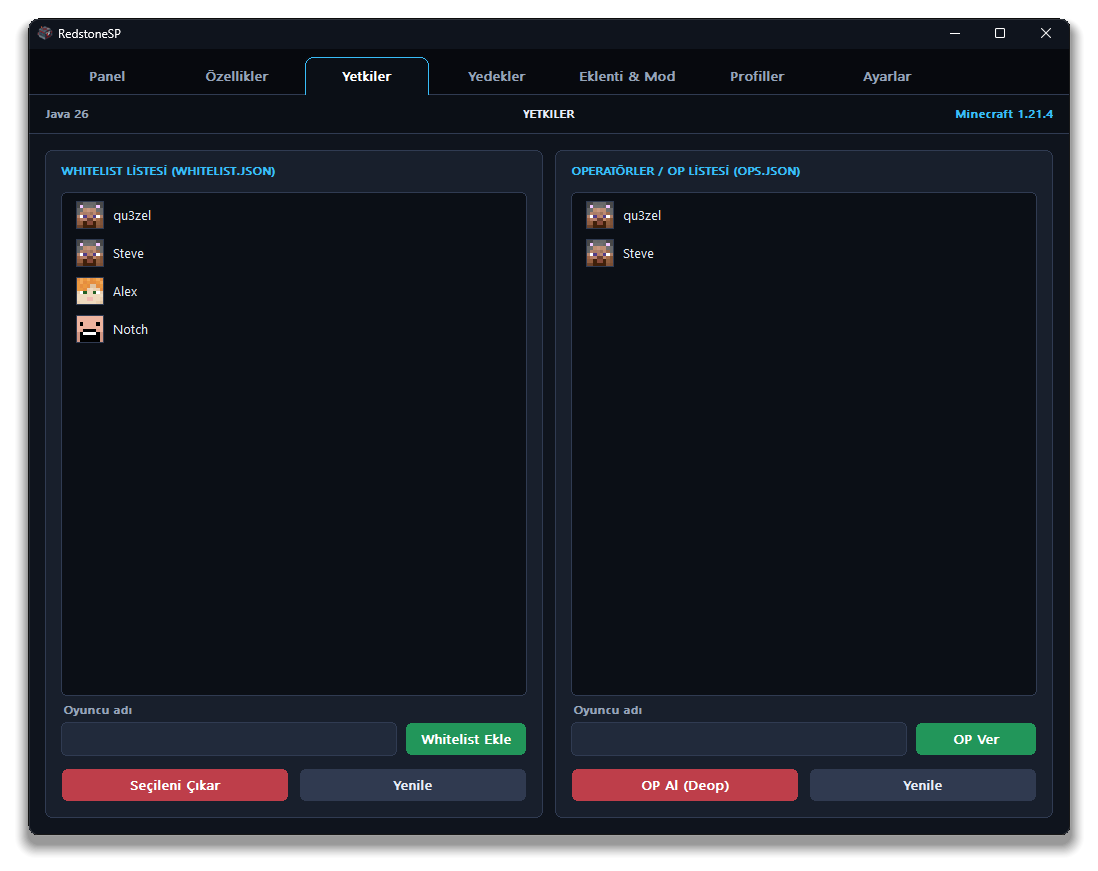 RedstoneSP
Panel Özellikler Yetkiler Yedekler Eklenti & Mod Profiller Ayarlar
Java 26 YETKILER Minecraft 1.21.4
WHITELIST LİSTESİ (WHITELIST.JSON)
qu3zel
Steve
Alex
Notch
Oyuncu adı
Whitelist Ekle
Seçileni Çıkar Yenile
OPERATÖRLER / OP LİSTESİ (OPS.JSON)
qu3zel
Steve
Oyuncu adı
OP Ver
OP Al (Deop) Yenile